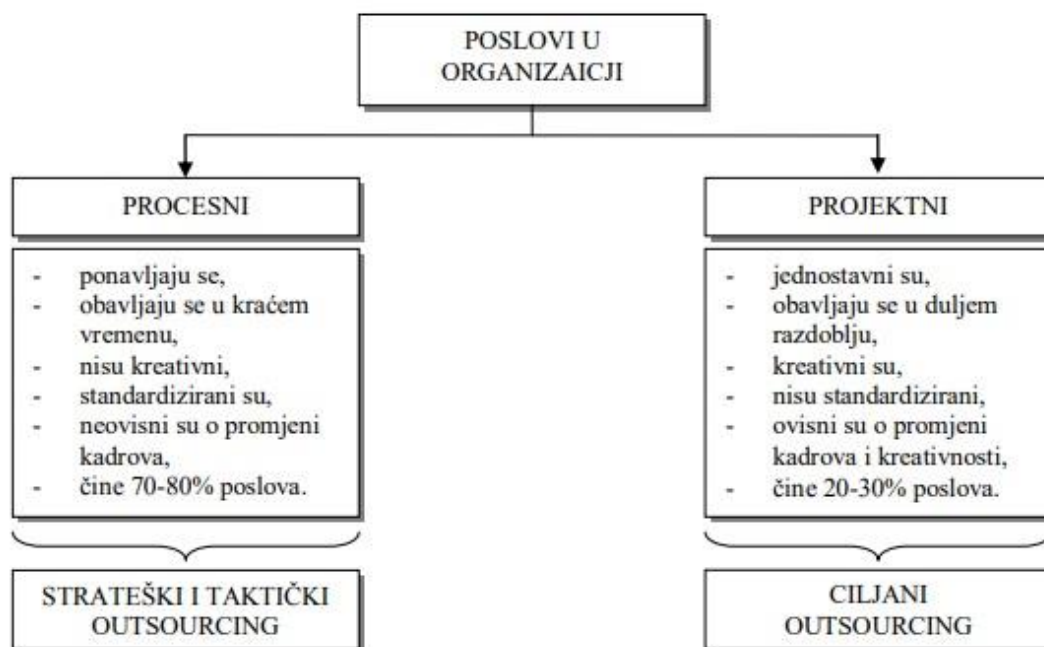 POSLOVI U
ORGANIZAICJI
PROCESNI
- ponavljaju se,
- obavljaju se u kraćem
vremenu,
- nisu kreativni,
- standardizirani su,
- neovisni su o promjeni
kadrova,
- čine 70-80% poslova.
STRATEŠKI I TAKTIČKI
OUTSOURCING
PROJEKTNI
- jednostavni su,
- obavljaju se u duljem
razdoblju,
- kreativni su,
- nisu standardizirani,
- ovisni su o promjeni
kadrova i kreativnosti,
- čine 20-30% poslova.
CILJANI
OUTSOURCING